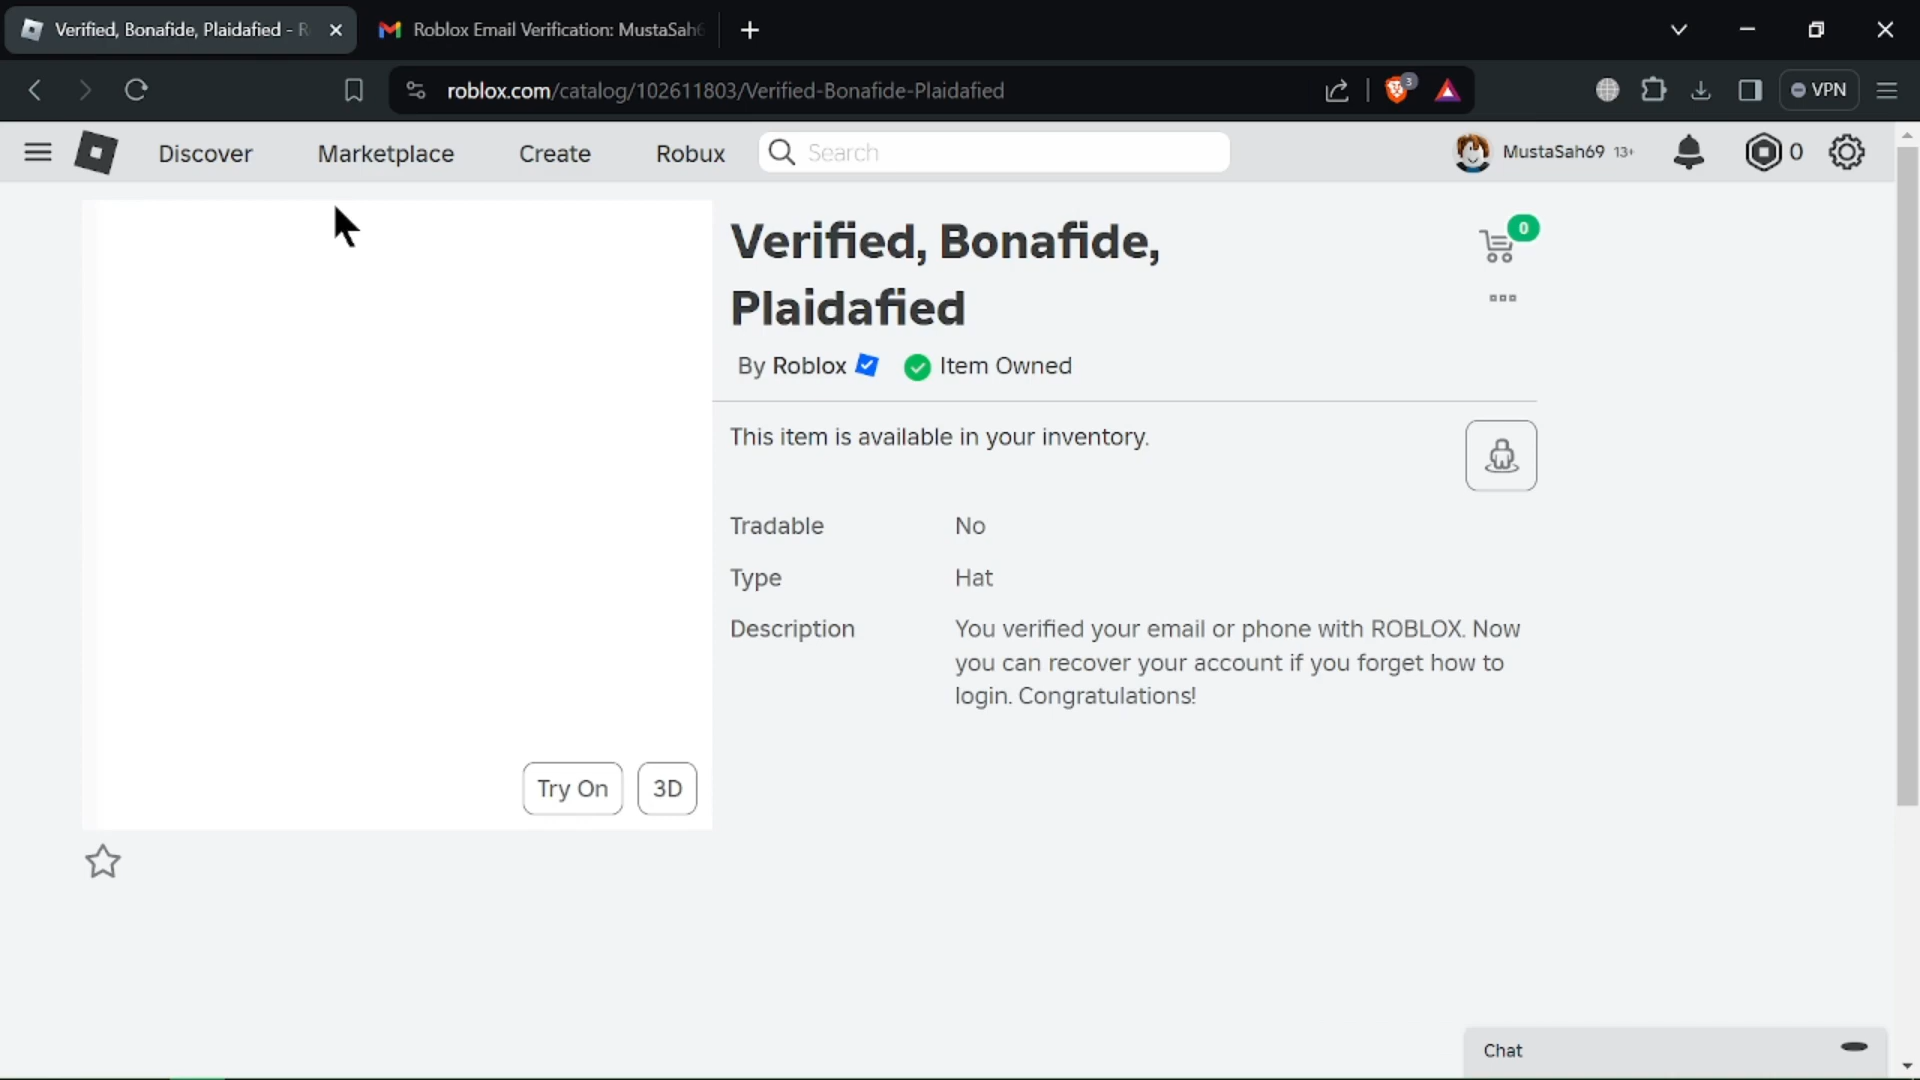 Verified, Bonafide, Plaidafied - R
Roblox Email Verification: MustaSah6
roblox.com/catalog/102611803/Verified-Bonafide-Plaidafied
3
VPN
Discover
Marketplace
Create
Robux
Search
MustaSah69 13+
0
Verified, Bonafide,
Plaidafied
0
By Roblox
Item Owned
This item is available in your inventory.
Tradable No
Type Hat
Description You verified your email or phone with ROBLOX. Now
you can recover your account if you forget how to
login. Congratulations!
Try On
3D
Chat